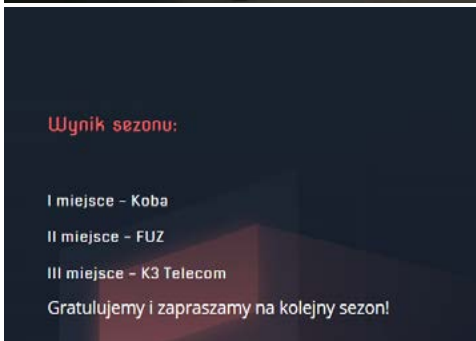 Wynik sezonu:
I miejsce – Koba
II miejsce – FUZ
III miejsce – K3 Telecom
Gratulujemy i zapraszamy na kolejny sezon!